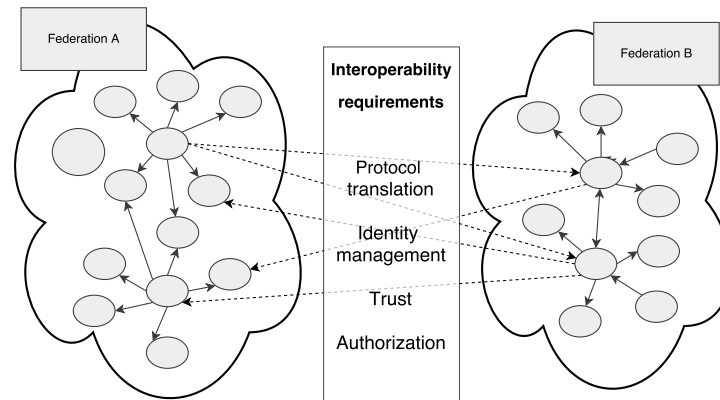 Federation A
Federation B
Interoperability
requirements
Protocol
translation
Identity
management
Trust
Authorization